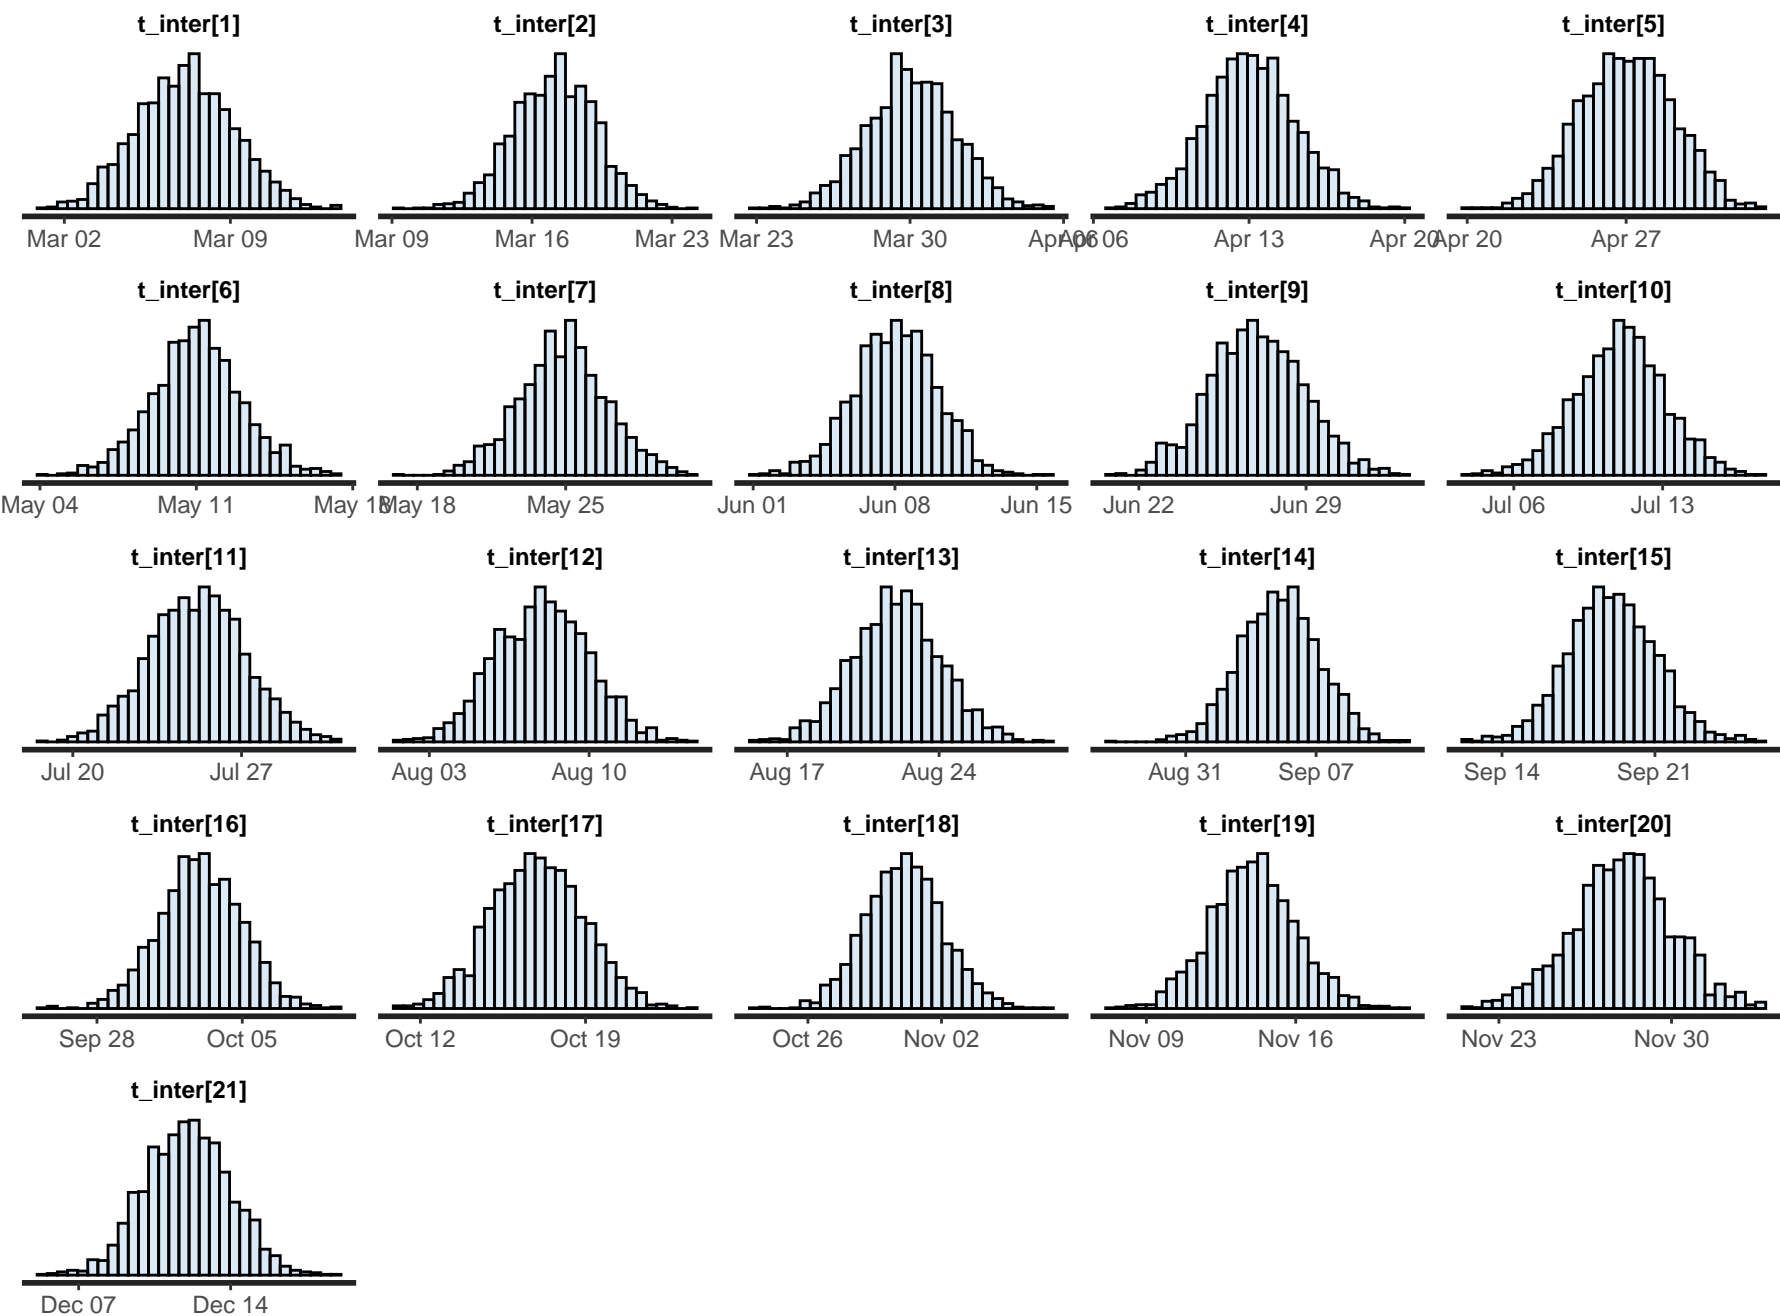 t_inter[1] t_inter[2] t_inter[3] t_inter[4] t_inter[5]
Mar 02 Mar 09 Mar 09 Mar 16 Mar 23 Mar 23 Mar 30 Apr 06 Apr 06 Apr 13 Apr 20 Apr 20 Apr 27
t_inter[6] t_inter[7] t_inter[8] t_inter[9] t_inter[10]
May 04 May 11 May 18 May 18 May 25 Jun 01 Jun 08 Jun 15 Jun 22 Jun 29 Jul 06 Jul 13
t_inter[11] t_inter[12] t_inter[13] t_inter[14] t_inter[15]
Jul 20 Jul 27 Aug 03 Aug 10 Aug 17 Aug 24 Aug 31 Sep 07 Sep 14 Sep 21
t_inter[16] t_inter[17] t_inter[18] t_inter[19] t_inter[20]
Sep 28 Oct 05 Oct 12 Oct 19 Oct 26 Nov 02 Nov 09 Nov 16 Nov 23 Nov 30
t_inter[21]
Dec 07 Dec 14